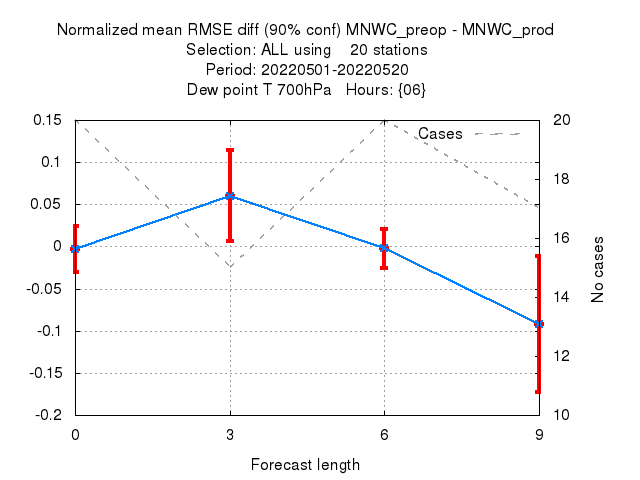 Normalized mean RMSE diff (90% conf) MNWC_preop - MNWC_prod
Selection: ALL using    20 stations
Period: 20220501-20220520
Dew point T 700hPa   Hours: {06}
0.15
0.1
0.05
0
-0.05
-0.1
-0.15
-0.2
Cases
20
18
16
14
12
10
No cases
0 3 6 9
Forecast length